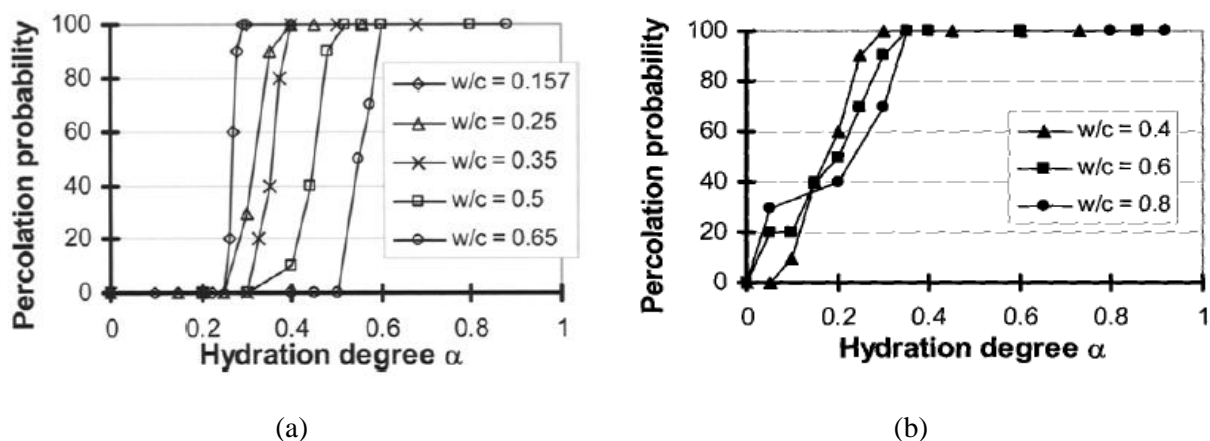 100
80
60
40
20
0
Percolation probability
w/c = 0.157
w/c = 0.25
w/c = 0.35
w/c = 0.5
w/c = 0.65
0 0.2 0.4 0.6 0.8 1
Hydration degree α
(a)
100
80
60
40
20
0
Percolation probability
w/c = 0.4
w/c = 0.6
w/c = 0.8
0 0.2 0.4 0.6 0.8 1
Hydration degree α
(b)